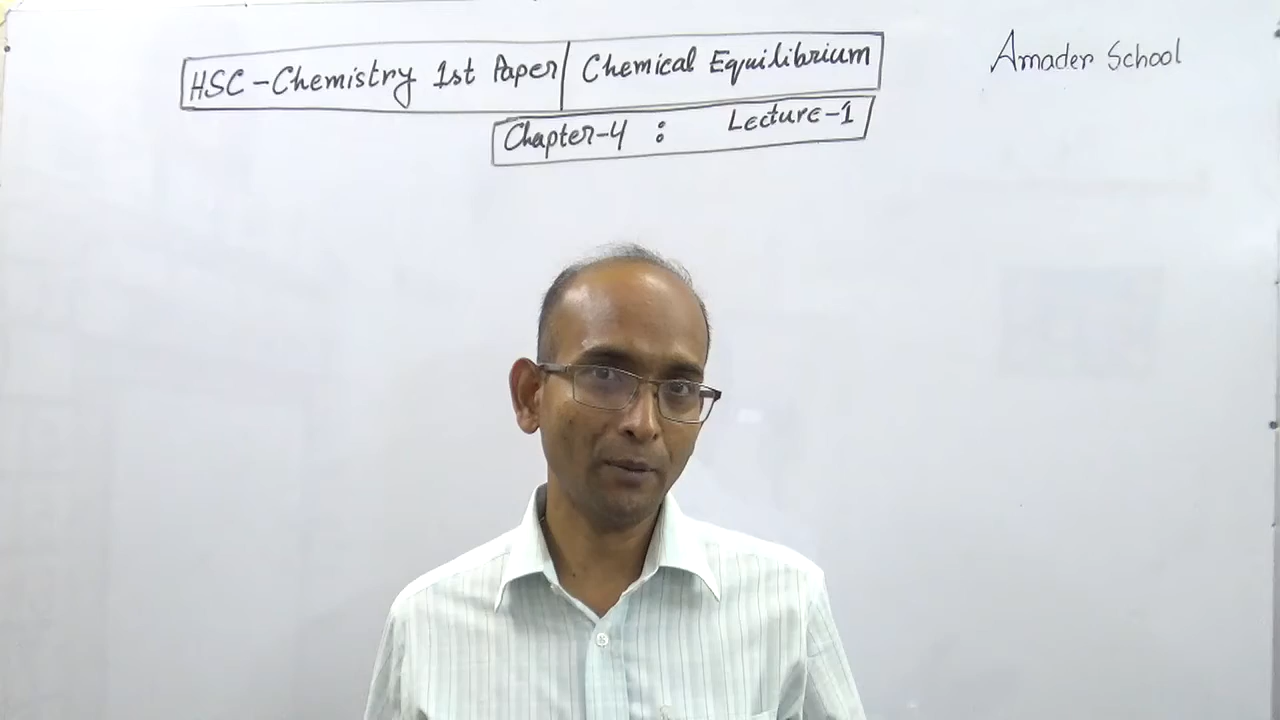 HSC-Chemistry 1st Paper Chemical Equilibrium
Chapter-4 : Lecture-1
Amader School